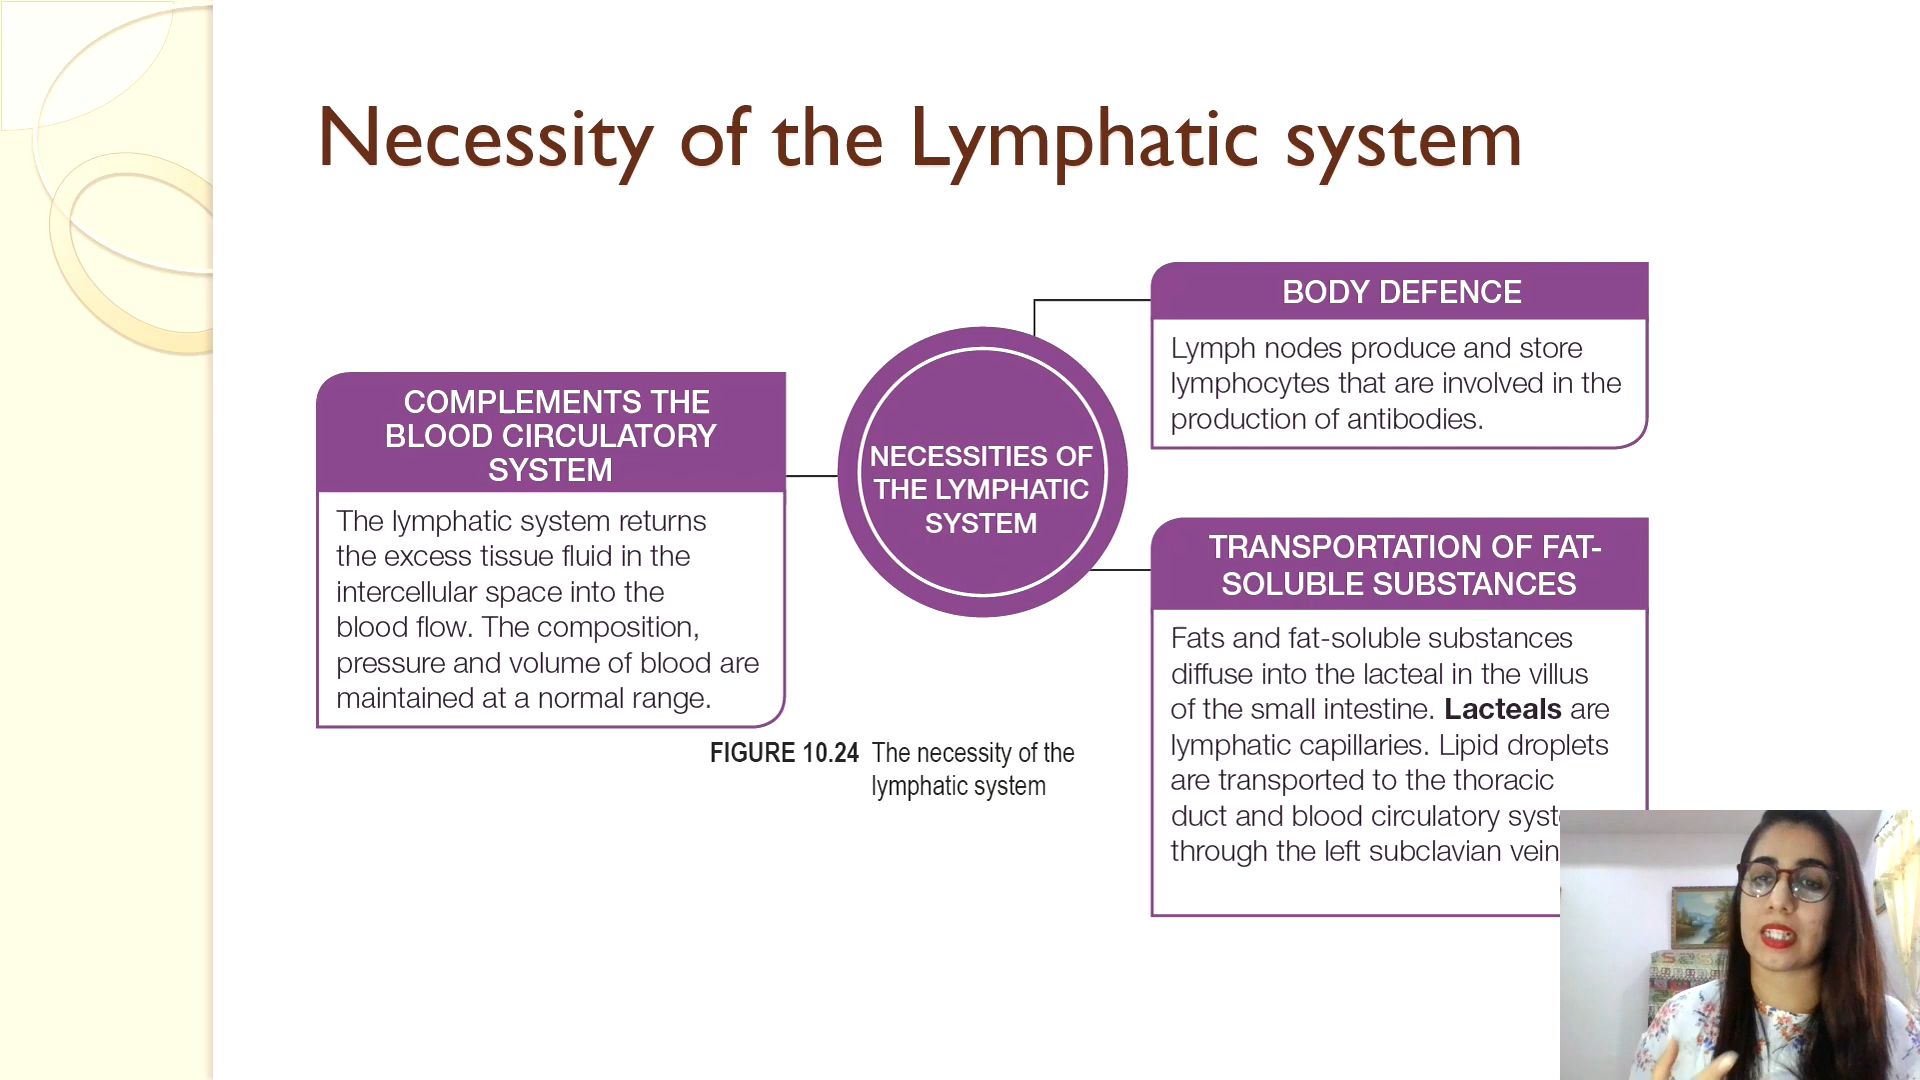 Necessity of the Lymphatic system
COMPLEMENTS THE
BLOOD CIRCULATORY
SYSTEM
The lymphatic system returns
the excess tissue fluid in the
intercellular space into the
blood flow. The composition,
pressure and volume of blood are
maintained at a normal range.
NECESSITIES OF
THE LYMPHATIC
SYSTEM
BODY DEFENCE
Lymph nodes produce and store
lymphocytes that are involved in the
production of antibodies.
TRANSPORTATION OF FAT-
SOLUBLE SUBSTANCES
Fats and fat-soluble substances
diffuse into the lacteal in the villus
of the small intestine. Lacteals are
lymphatic capillaries. Lipid droplets
are transported to the thoracic
duct and blood circulatory
through the left subclavian vein
FIGURE 10.24 The necessity of the
lymphatic system